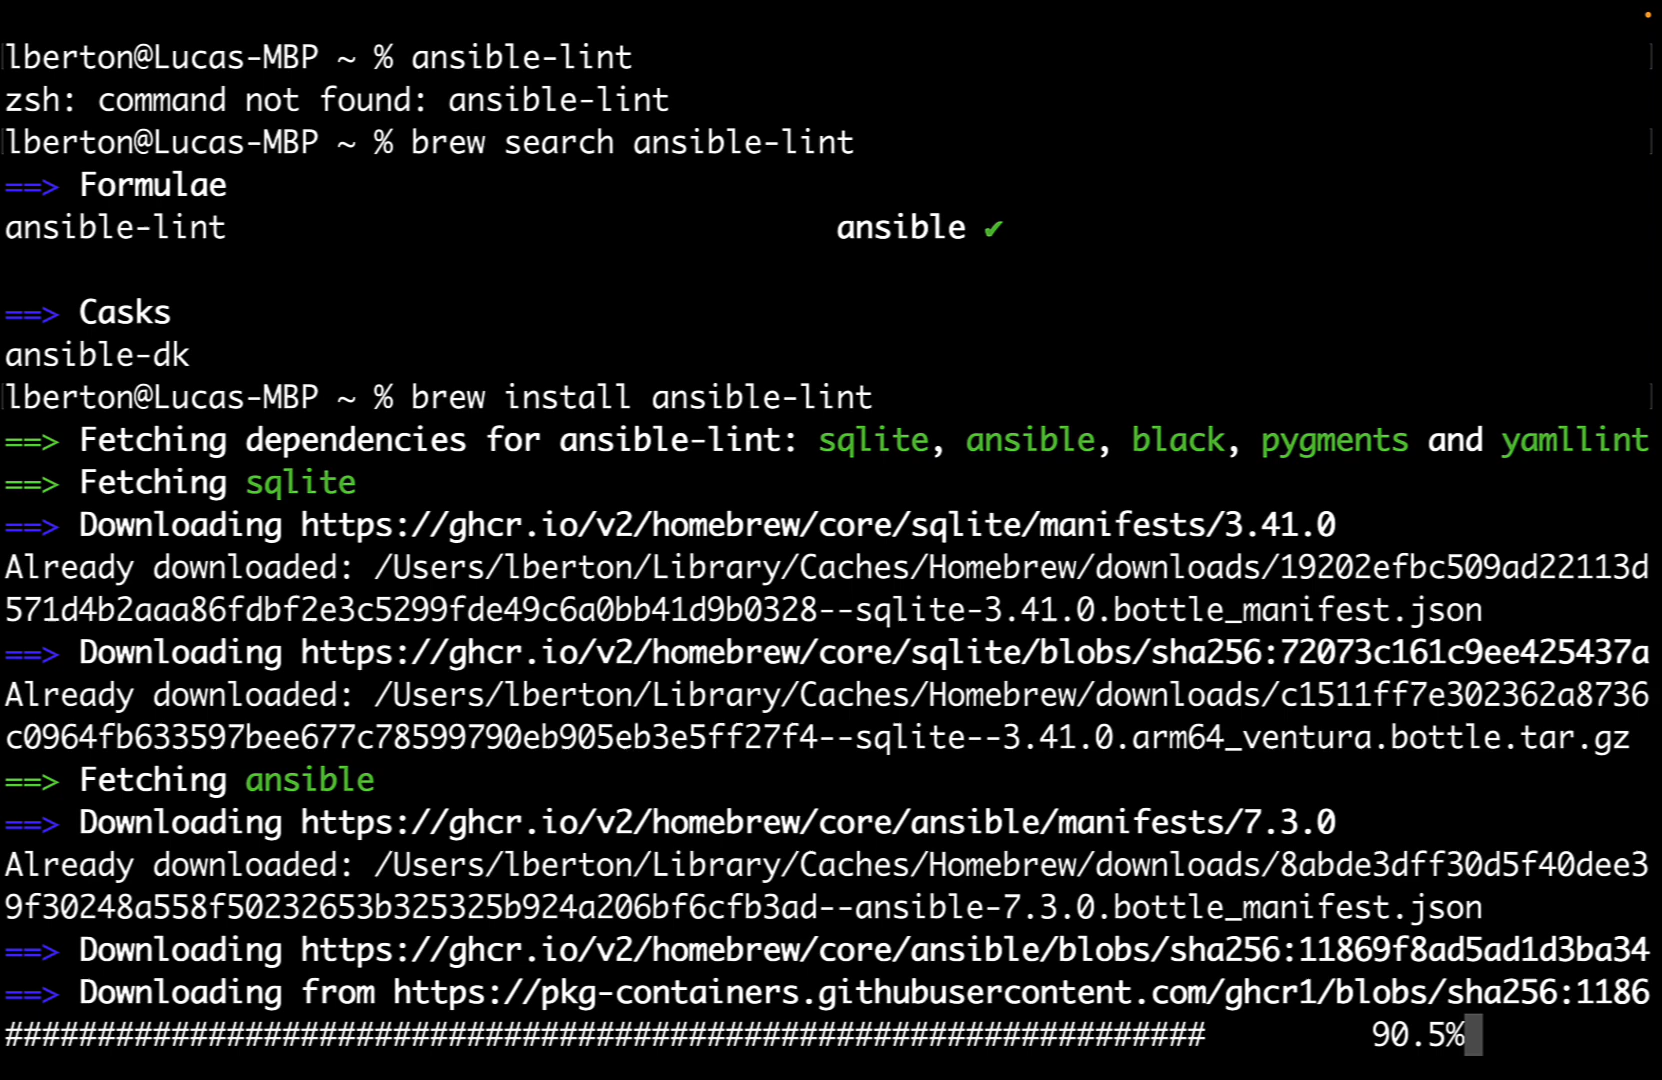 lberton@Lucas-MBP ~ % ansible-lint
zsh: command not found: ansible-lint
lberton@Lucas-MBP ~ % brew search ansible-lint
==> Formulae
ansible-lint ansible ✔
==> Casks
ansible-dk
lberton@Lucas-MBP ~ % brew install ansible-lint
==> Fetching dependencies for ansible-lint: sqlite, ansible, black, pygments and yamllint
==> Fetching sqlite
==> Downloading https://ghcr.io/v2/homebrew/core/sqlite/manifests/3.41.0
Already downloaded: /Users/lberton/Library/Caches/Homebrew/downloads/19202efbc509ad22113d
571d4b2aaa86fdbf2e3c5299fde49c6a0bb41d9b0328--sqlite-3.41.0.bottle_manifest.json
==> Downloading https://ghcr.io/v2/homebrew/core/sqlite/blobs/sha256:72073c161c9ee425437a
Already downloaded: /Users/lberton/Library/Caches/Homebrew/downloads/c1511ff7e302362a8736
c0964fb633597bee677c78599790eb905eb3e5ff27f4--sqlite--3.41.0.arm64_ventura.bottle.tar.gz
==> Fetching ansible
==> Downloading https://ghcr.io/v2/homebrew/core/ansible/manifests/7.3.0
Already downloaded: /Users/lberton/Library/Caches/Homebrew/downloads/8abde3dff30d5f40dee3
9f30248a558f50232653b325325b924a206bf6cfb3ad--ansible-7.3.0.bottle_manifest.json
==> Downloading https://ghcr.io/v2/homebrew/core/ansible/blobs/sha256:11869f8ad5ad1d3ba34
==> Downloading from https://pkg-containers.githubusercontent.com/ghcr1/blobs/sha256:1186
################################################################# 90.5%